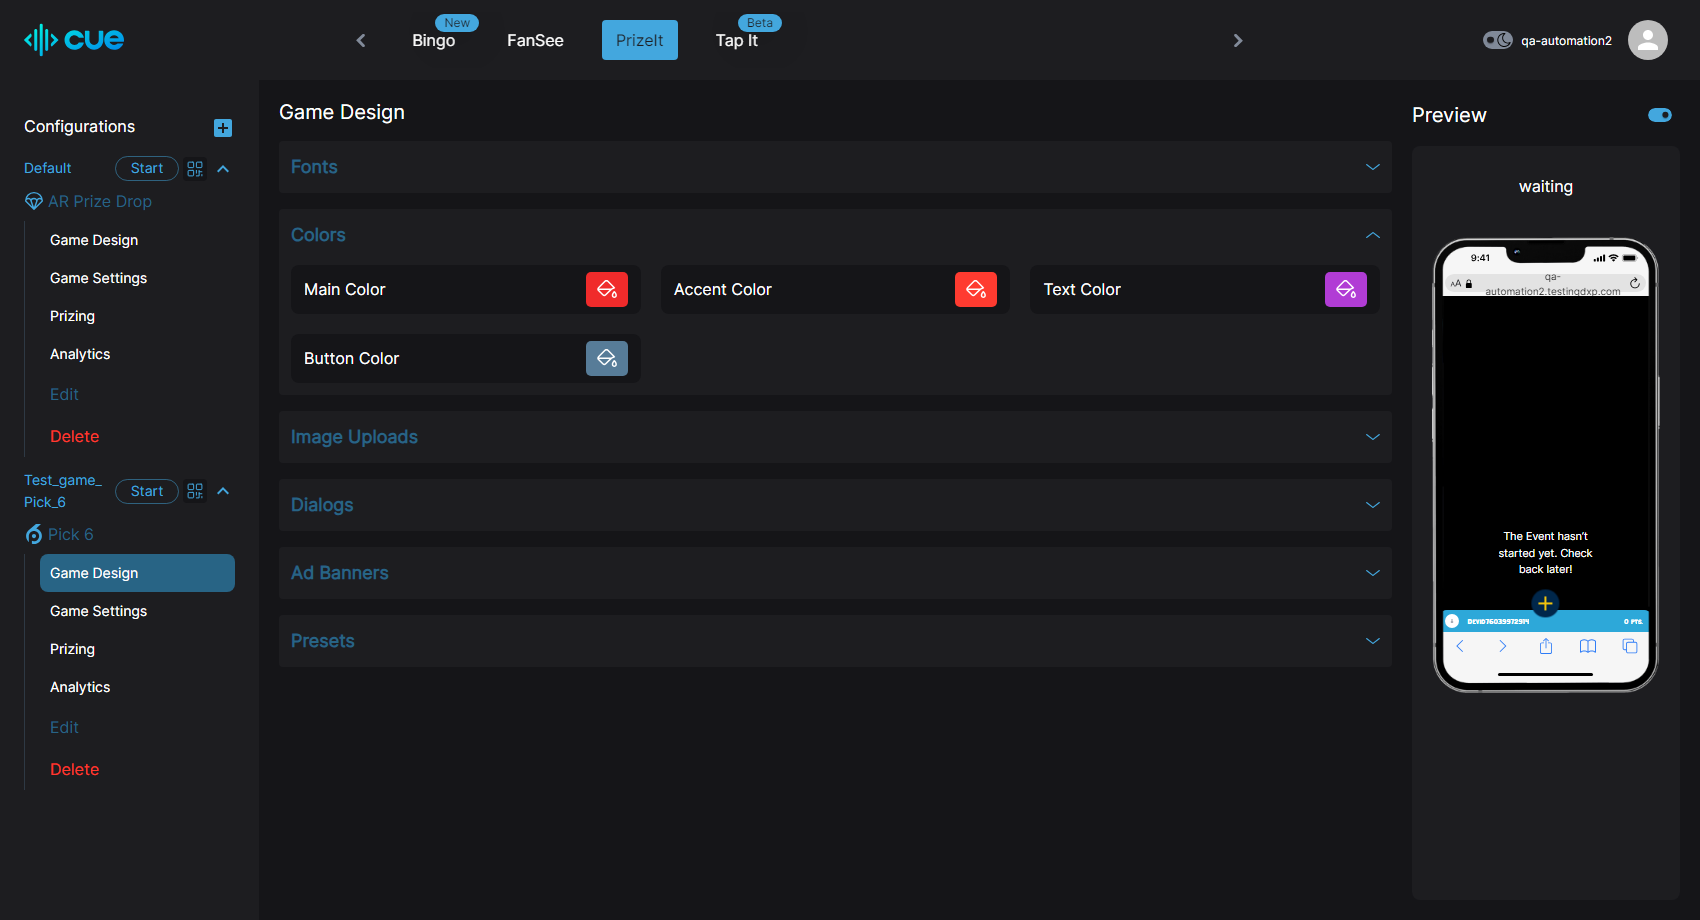 cue
New
Bingo
FanSee
PrizeIt
Beta
Tap It
qa-automation2
Configurations
Default
Start
AR Prize Drop
Game Design
Game Settings
Prizing
Analytics
Edit
Delete
Test_game_
Pick_6
Start
Pick 6
Game Design
Game Settings
Prizing
Analytics
Edit
Delete
Game Design
Fonts
Colors
Main Color
Accent Color
Text Color
Button Color
Image Uploads
Dialogs
Ad Banners
Presets
Preview
waiting
9:41
AA
qa-
automation2.testingdxp.com
The Event hasn't
started yet. Check
back later!
0 PTS.